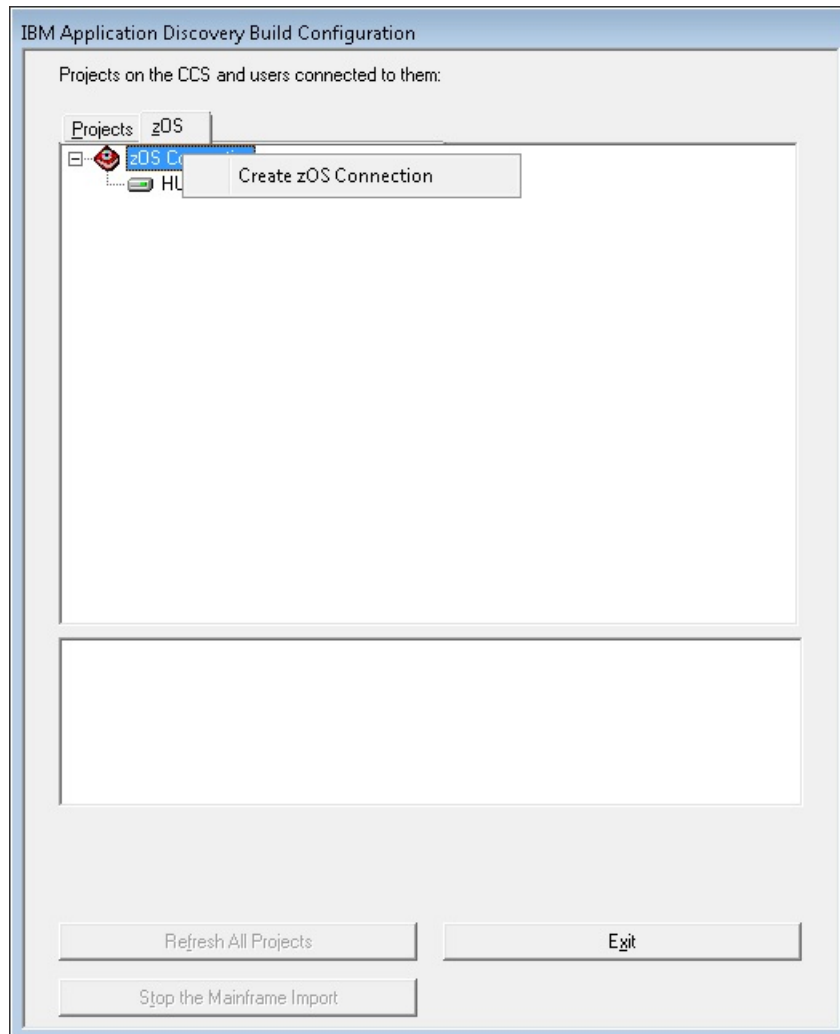 IBM Application Discovery Build Configuration
Projects on the CCS and users connected to them:
Projects zOS
zOS
Create zOS Connection
Refresh All Projects
Exit
Stop the Mainframe Import